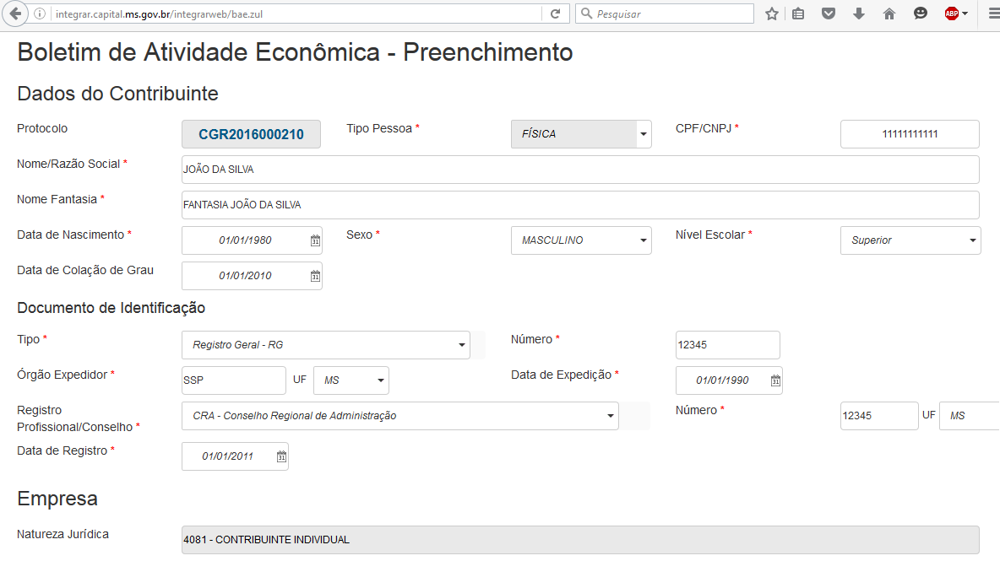 integrar.capital.ms.gov.br/integrarweb/bae.zul
Pesquisar
ABP
Boletim de Atividade Econômica - Preenchimento
Dados do Contribuinte
Protocolo CGR2016000210 Tipo Pessoa * FÍSICA CPF/CNPJ * 11111111111
Nome/Razão Social * JOÃO DA SILVA
Nome Fantasia * FANTASIA JOÃO DA SILVA
Data de Nascimento * 01/01/1980 31 Sexo * MASCULINO Nível Escolar * Superior
Data de Colação de Grau 01/01/2010 31
Documento de Identificação
Tipo * Registro Geral - RG Número * 12345
Órgão Expedidor * SSP UF MS Data de Expedição * 01/01/1990 31
Registro
Profissional/Conselho * CRA - Conselho Regional de Administração Número * 12345 UF MS
Data de Registro * 01/01/2011 31
Empresa
Natureza Jurídica 4081 - CONTRIBUINTE INDIVIDUAL